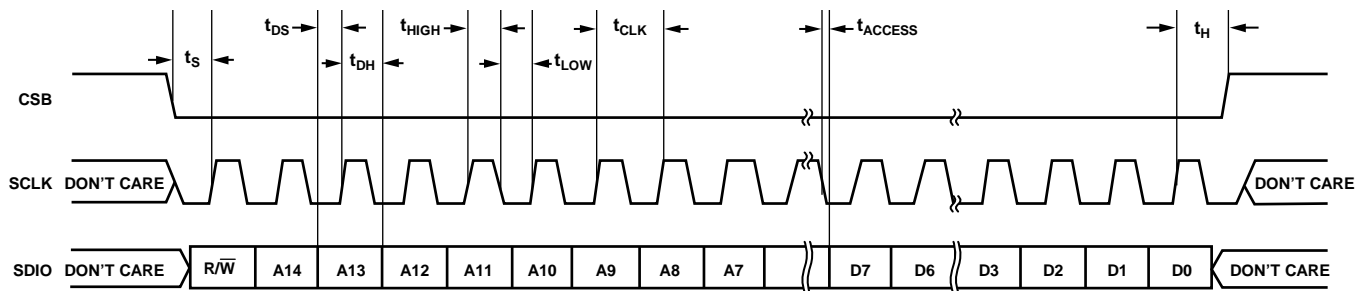 tDS tHIGH tCLK tACCESS tH
tS tDH tLOW
CSB
SCLK DON'T CARE DON'T CARE
SDIO DON'T CARE R/W̅ A14 A13 A12 A11 A10 A9 A8 A7 D7 D6 D3 D2 D1 D0 DON'T CARE